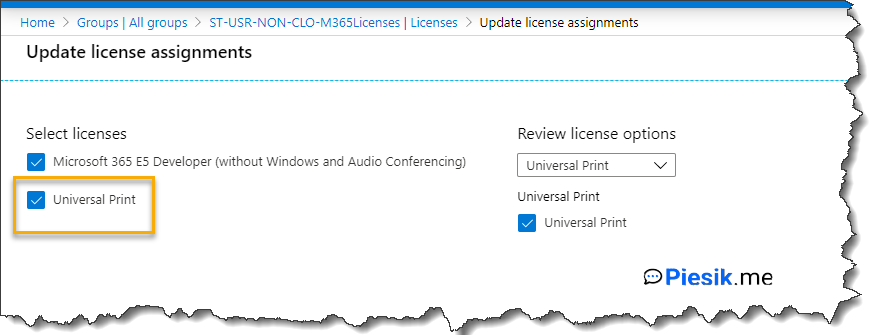 Home > Groups | All groups > ST-USR-NON-CLO-M365Licenses | Licenses > Update license assignments
Update license assignments
Select licenses
Microsoft 365 E5 Developer (without Windows and Audio Conferencing)
Universal Print
Review license options
Universal Print
Universal Print
Universal Print
Piesik.me